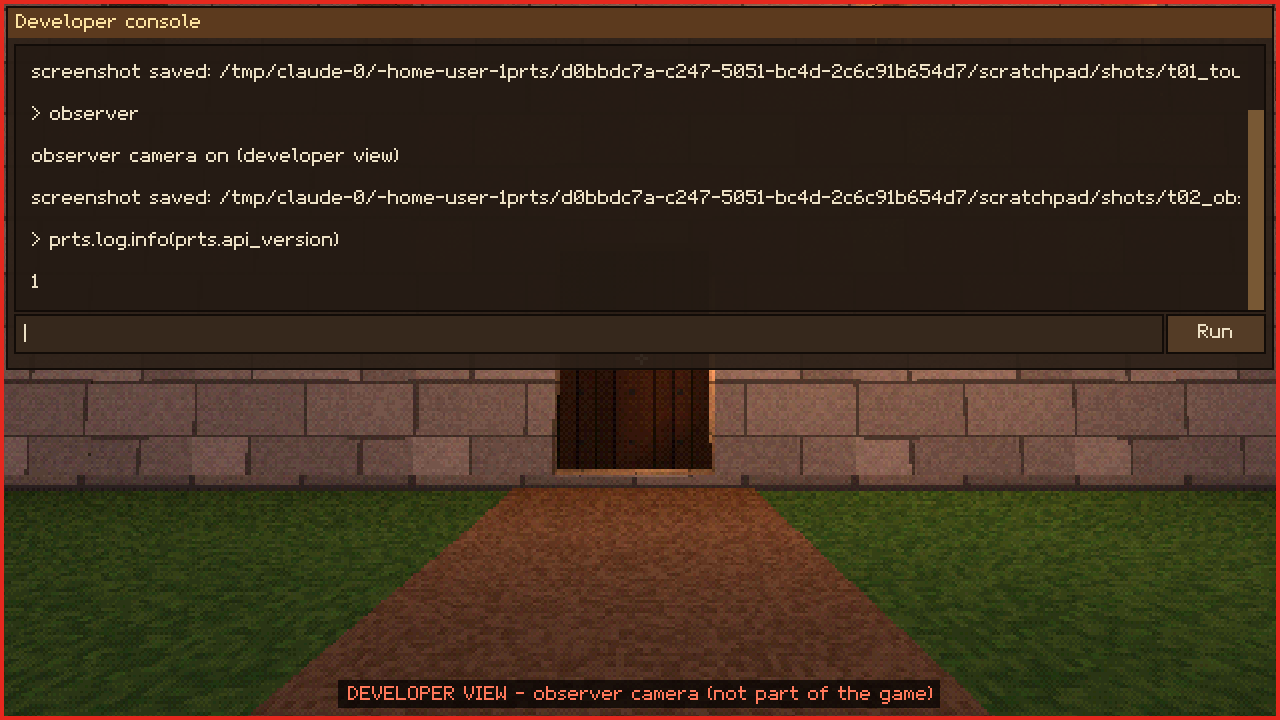 Developer console
screenshot saved: /tmp/claude-0/-home-user-1prts/d0bbdc7a-c247-5051-bc4d-2c6c91b654d7/scratchpad/shots/t01_tou
> observer
observer camera on (developer view)
screenshot saved: /tmp/claude-0/-home-user-1prts/d0bbdc7a-c247-5051-bc4d-2c6c91b654d7/scratchpad/shots/t02_obs
> prts.log.info(prts.api_version)
1
Run
DEVELOPER VIEW - observer camera (not part of the game)